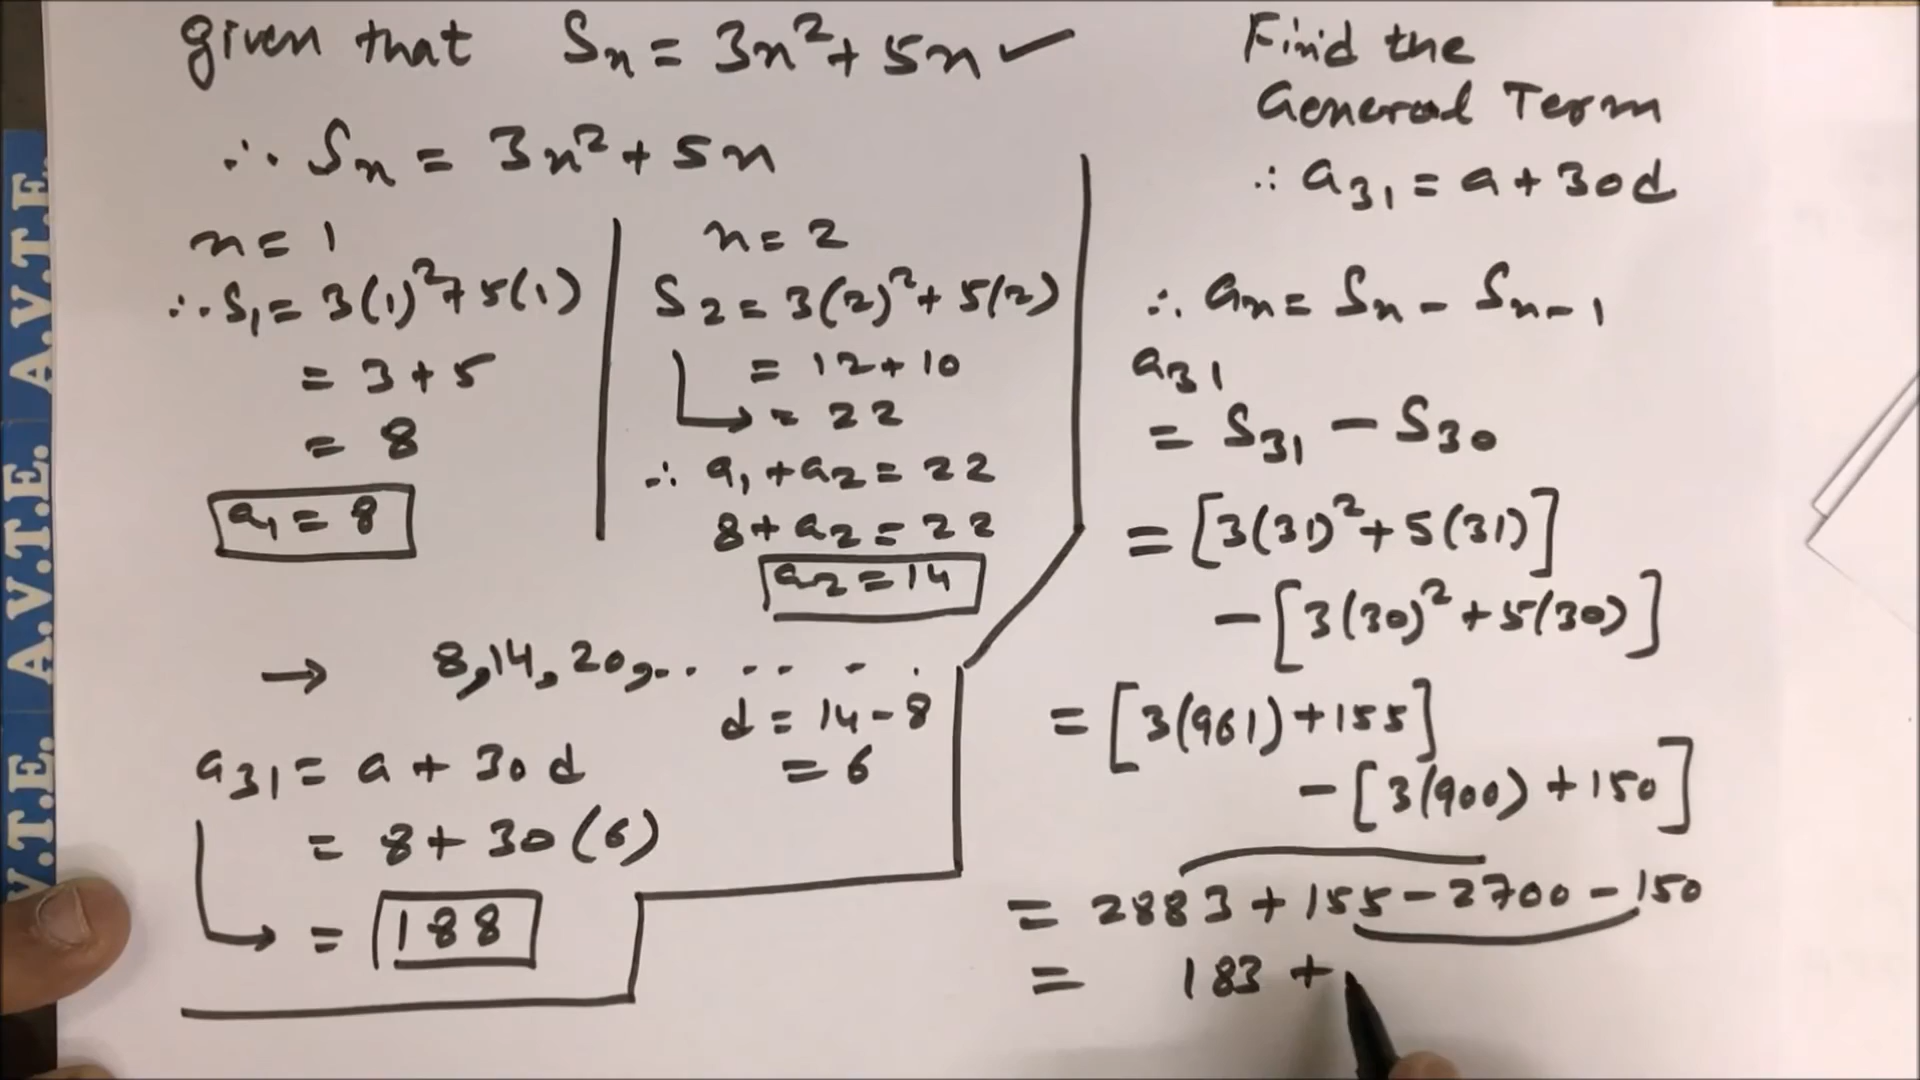 given that Sn = 3n² + 5n ✓
∴ Sn = 3n² + 5n
n = 1
∴ S₁ = 3(1)² + 5(1)
= 3 + 5
= 8
a₁ = 8
n = 2
S₂ = 3(2)² + 5(2)
= 12 + 10
= 22
∴ a₁ + a₂ = 22
8 + a₂ = 22
a₂ = 14
→ 8, 14, 20, .. .. - .
d = 14 - 8
= 6
a₃₁ = a + 30d
= 8 + 30(6)
= 188
Find the
General Term
∴ a₃₁ = a + 30d
∴ an = Sn - Sn-1
a₃₁
= S₃₁ - S₃₀
= [3(31)² + 5(31)]
- [3(30)² + 5(30)]
= [3(961) + 155]
- [3(900) + 150]
= 2883 + 155 - 2700 - 150
= 183 +
A.V.T.E. A.V.T.E. A.V.T.E.